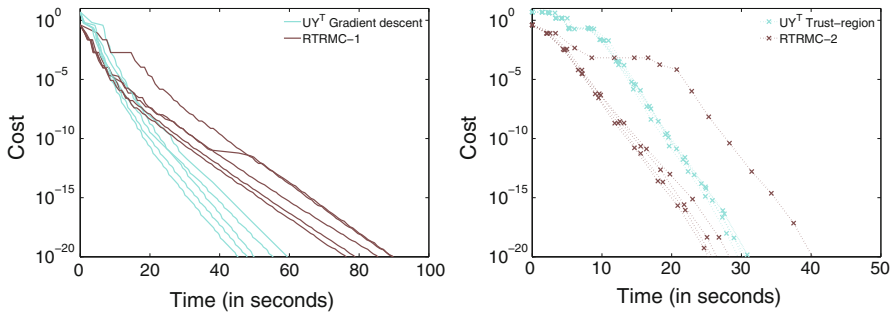 10^0
10^-5
10^-10
10^-15
10^-20
Cost
0 20 40 60 80 100
Time (in seconds)
UY^T Gradient descent
RTRMC−1
10^0
10^-5
10^-10
10^-15
10^-20
Cost
0 10 20 30 40 50
Time (in seconds)
UY^T Trust−region
RTRMC−2